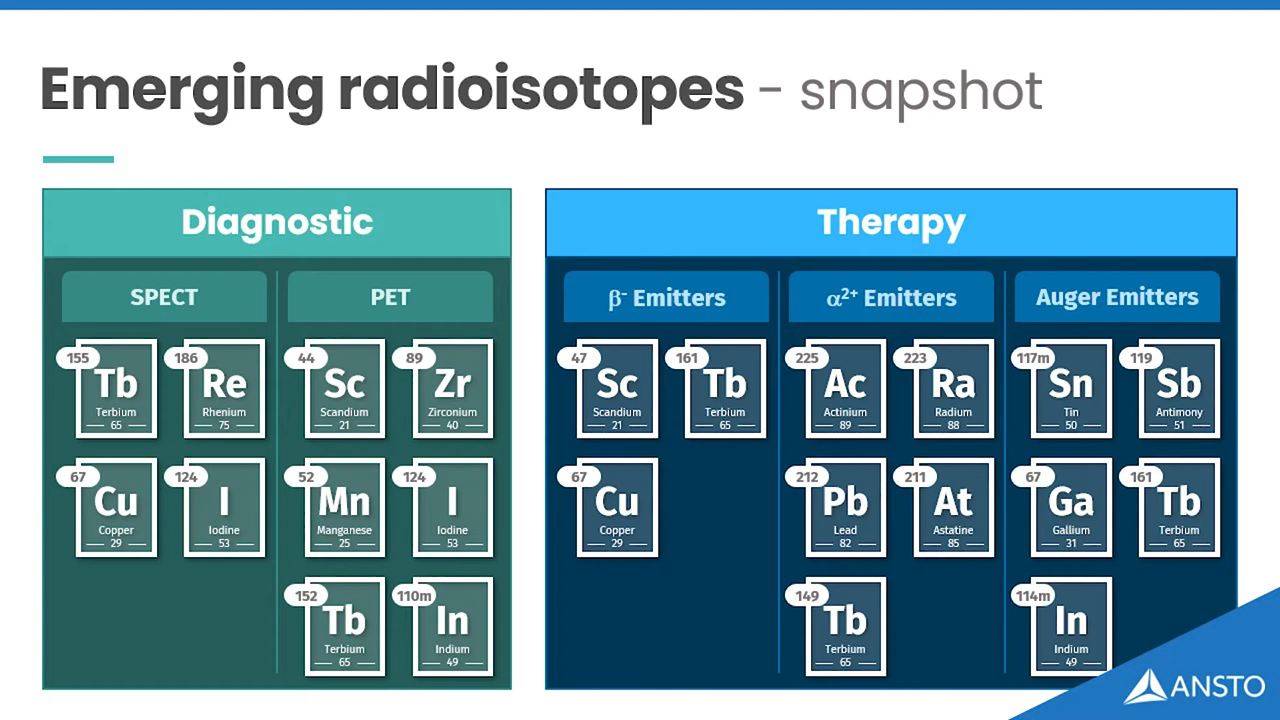 Emerging radioisotopes - snapshot
Diagnostic
Therapy
SPECT
PET
β⁻ Emitters
α²⁺ Emitters
Auger Emitters
155
Tb
Terbium
65
186
Re
Rhenium
75
44
Sc
Scandium
21
89
Zr
Zirconium
40
47
Sc
Scandium
21
161
Tb
Terbium
65
225
Ac
Actinium
89
223
Ra
Radium
88
117m
Sn
Tin
50
119
Sb
Antimony
51
67
Cu
Copper
29
124
I
Iodine
53
52
Mn
Manganese
25
124
I
Iodine
53
67
Cu
Copper
29
212
Pb
Lead
82
211
At
Astatine
85
67
Ga
Gallium
31
161
Tb
Terbium
65
152
Tb
Terbium
65
110m
In
Indium
49
149
Tb
Terbium
65
114m
In
Indium
49
ANSTO